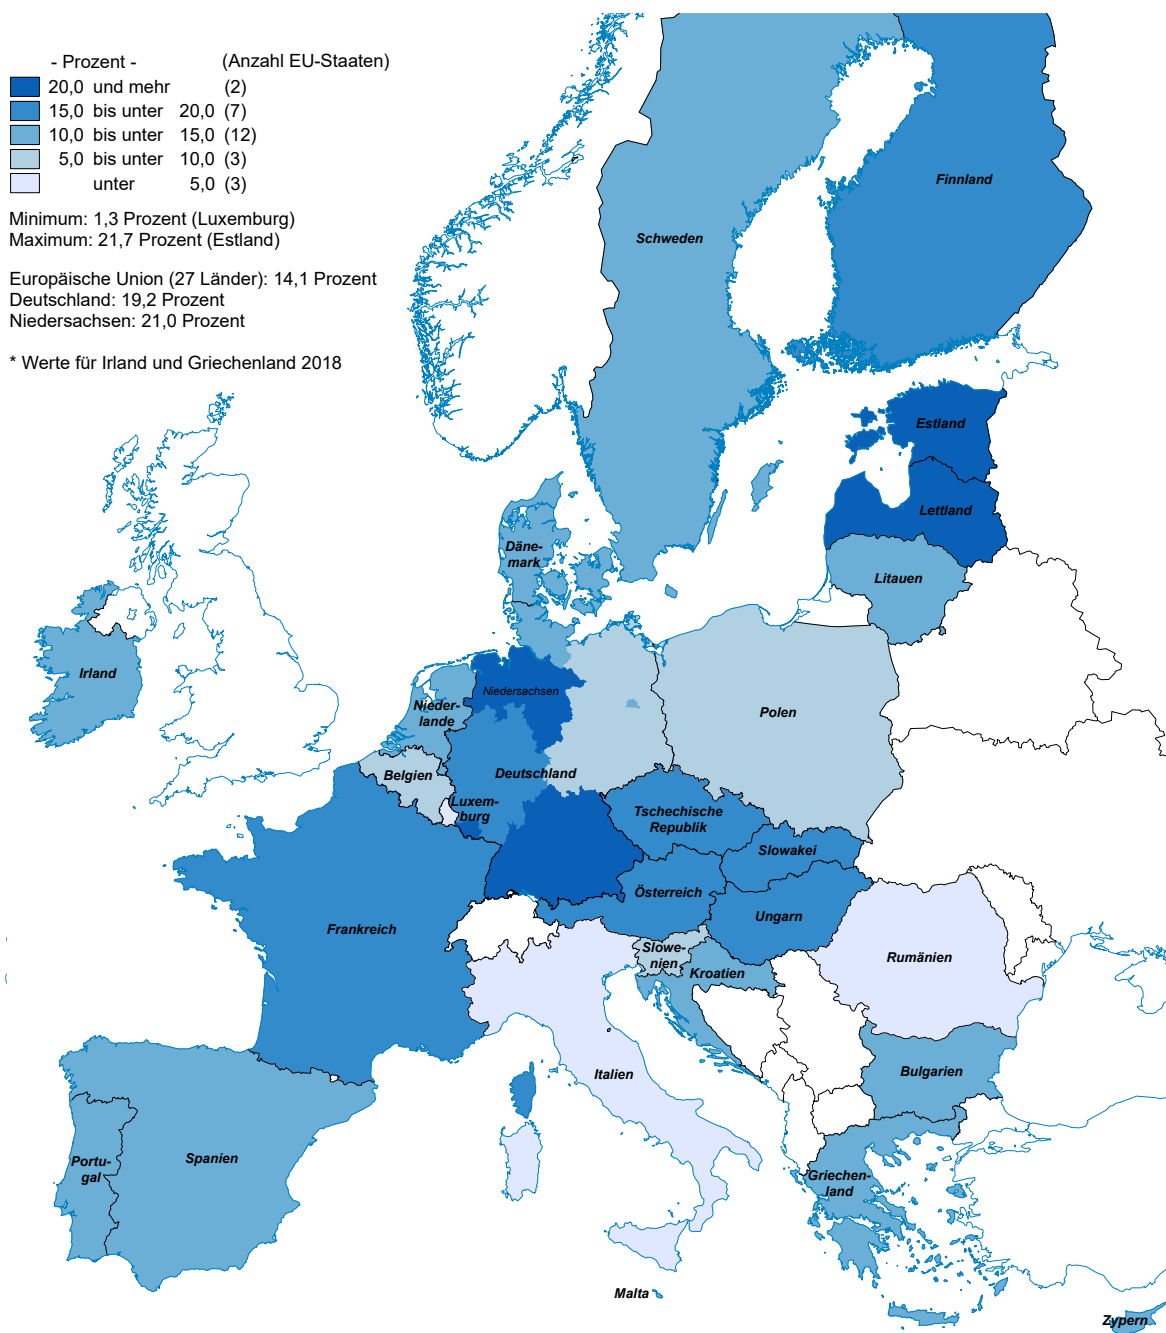 - Prozent - (Anzahl EU-Staaten)
20,0 und mehr (2)
15,0 bis unter 20,0 (7)
10,0 bis unter 15,0 (12)
5,0 bis unter 10,0 (3)
unter 5,0 (3)
Minimum: 1,3 Prozent (Luxemburg)
Maximum: 21,7 Prozent (Estland)
Europäische Union (27 Länder): 14,1 Prozent
Deutschland: 19,2 Prozent
Niedersachsen: 21,0 Prozent
* Werte für Irland und Griechenland 2018
Finnland
Schweden
Estland
Lettland
Däne-
mark
Litauen
Irland
Niedersachsen
Nieder-
lande
Polen
Belgien
Deutschland
Luxem-
burg
Tschechische
Republik
Slowakei
Österreich
Ungarn
Frankreich
Slowe-
nien
Kroatien
Rumänien
Italien
Bulgarien
Portu-
gal
Spanien
Griechen-
land
Malta
Zypern